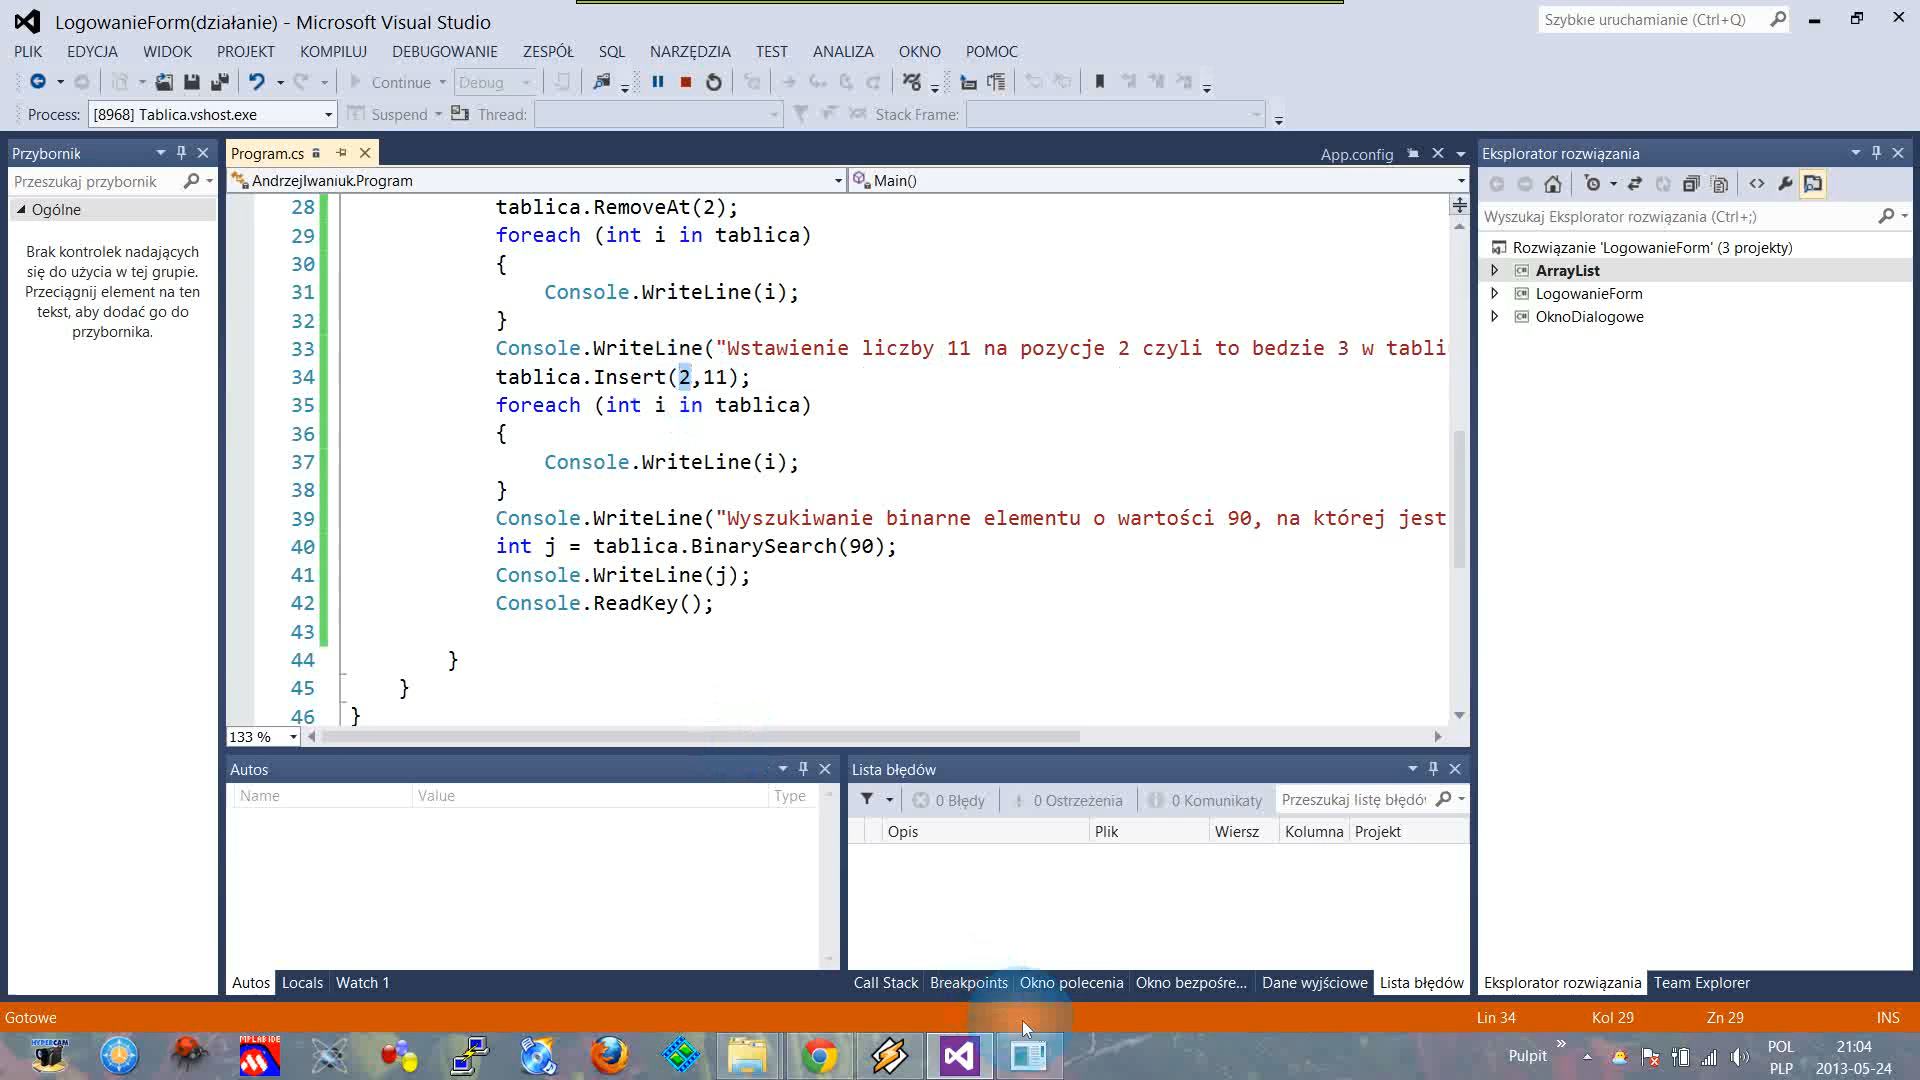 LogowanieForm(działanie) - Microsoft Visual Studio
Szybkie uruchamianie (Ctrl+Q)
PLIK EDYCJA WIDOK PROJEKT KOMPILUJ DEBUGOWANIE ZESPÓŁ SQL NARZĘDZIA TEST ANALIZA OKNO POMOC
Continue Debug
Process: [8968] Tablica.vshost.exe Suspend Thread: Stack Frame:
Przybornik
Przeszukaj przybornik
Ogólne
Brak kontrolek nadających
się do użycia w tej grupie.
Przeciągnij element na ten
tekst, aby dodać go do
przybornika.
Program.cs
App.config
AndrzejIwaniuk.Program
Main()
28 tablica.RemoveAt(2);
29 foreach (int i in tablica)
30 {
31 Console.WriteLine(i);
32 }
33 Console.WriteLine("Wstawienie liczby 11 na pozycje 2 czyli to bedzie 3 w tabli
34 tablica.Insert(2,11);
35 foreach (int i in tablica)
36 {
37 Console.WriteLine(i);
38 }
39 Console.WriteLine("Wyszukiwanie binarne elementu o wartości 90, na której jest
40 int j = tablica.BinarySearch(90);
41 Console.WriteLine(j);
42 Console.ReadKey();
43
44 }
45 }
46 }
133 %
Eksplorator rozwiązania
Wyszukaj Eksplorator rozwiązania (Ctrl+;)
Rozwiązanie 'LogowanieForm' (3 projekty)
ArrayList
LogowanieForm
OknoDialogowe
Autos
Name Value Type
Autos Locals Watch 1
Lista błędów
0 Błędy 0 Ostrzeżenia 0 Komunikaty Przeszukaj listę błędów
Opis Plik Wiersz Kolumna Projekt
Call Stack Breakpoints Okno polecenia Okno bezpośre... Dane wyjściowe Lista błędów
Eksplorator rozwiązania Team Explorer
Gotowe
Lin 34 Kol 29 Zn 29 INS
HYPERCAM
MPLAB IDE
Pulpit
POL
PLP
21:04
2013-05-24